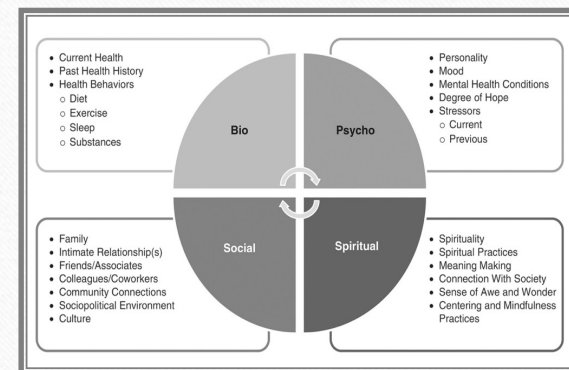 • Current Health
• Past Health History
• Health Behaviors
○ Diet
○ Exercise
○ Sleep
○ Substances
Bio
Psycho
• Personality
• Mood
• Mental Health Conditions
• Degree of Hope
• Stressors
○ Current
○ Previous
• Family
• Intimate Relationship(s)
• Friends/Associates
• Colleagues/Coworkers
• Community Connections
• Sociopolitical Environment
• Culture
Social
Spiritual
• Spirituality
• Spiritual Practices
• Meaning Making
• Connection With Society
• Sense of Awe and Wonder
• Centering and Mindfulness
Practices